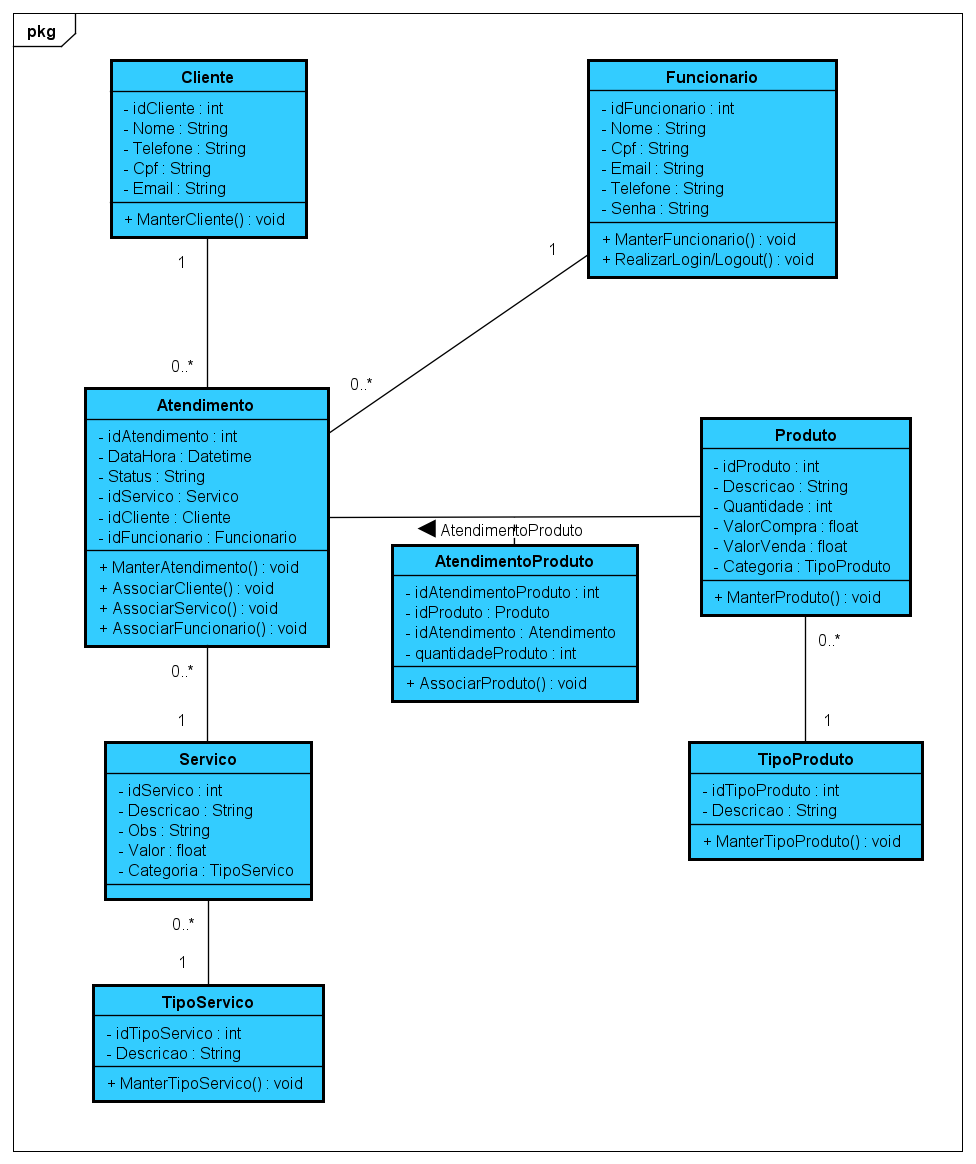 pkg
Cliente
- idCliente : int
- Nome : String
- Telefone : String
- Cpf : String
- Email : String
+ ManterCliente() : void
Funcionario
- idFuncionario : int
- Nome : String
- Cpf : String
- Email : String
- Telefone : String
- Senha : String
+ ManterFuncionario() : void
+ RealizarLogin/Logout() : void
1
0..*
1
0..*
Atendimento
- idAtendimento : int
- DataHora : Datetime
- Status : String
- idServico : Servico
- idCliente : Cliente
- idFuncionario : Funcionario
+ ManterAtendimento() : void
+ AssociarCliente() : void
+ AssociarServico() : void
+ AssociarFuncionario() : void
AtendimentoProduto
AtendimentoProduto
- idAtendimentoProduto : int
- idProduto : Produto
- idAtendimento : Atendimento
- quantidadeProduto : int
+ AssociarProduto() : void
Produto
- idProduto : int
- Descricao : String
- Quantidade : int
- ValorCompra : float
- ValorVenda : float
- Categoria : TipoProduto
+ ManterProduto() : void
0..*
1
0..*
1
Servico
- idServico : int
- Descricao : String
- Obs : String
- Valor : float
- Categoria : TipoServico
TipoProduto
- idTipoProduto : int
- Descricao : String
+ ManterTipoProduto() : void
0..*
1
TipoServico
- idTipoServico : int
- Descricao : String
+ ManterTipoServico() : void